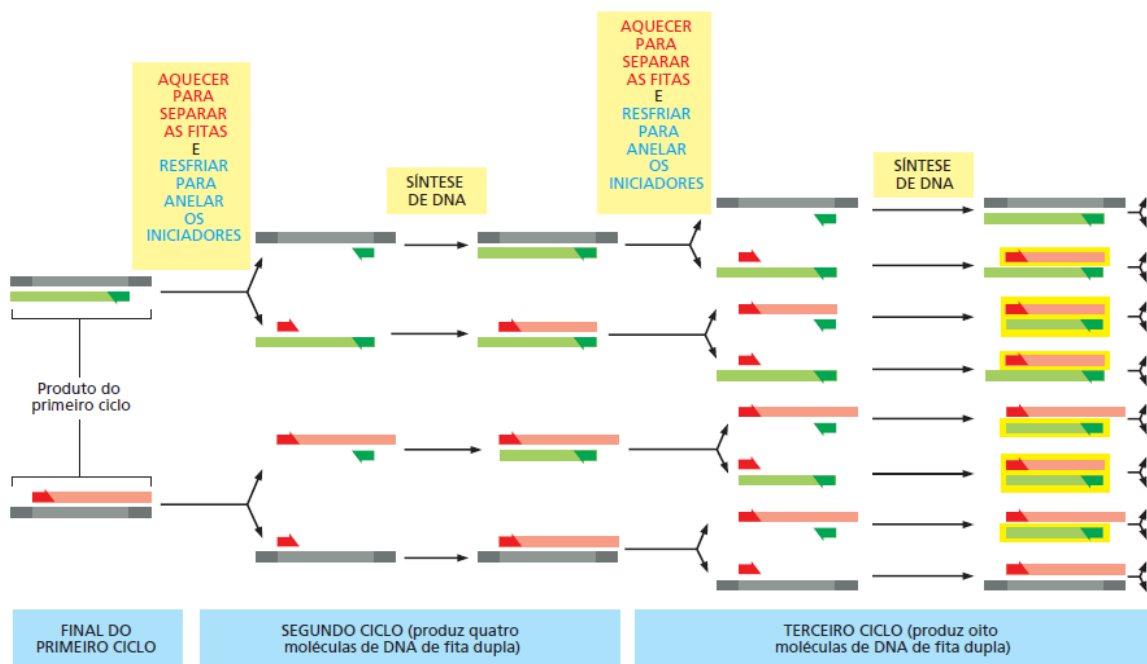 AQUECER
PARA
SEPARAR
AS FITAS
E
RESFRIAR
PARA
ANELAR
OS
INICIADORES
SÍNTESE
DE DNA
AQUECER
PARA
SEPARAR
AS FITAS
E
RESFRIAR
PARA
ANELAR
OS
INICIADORES
SÍNTESE
DE DNA
Produto do
primeiro ciclo
FINAL DO
PRIMEIRO CICLO
SEGUNDO CICLO (produz quatro
moléculas de DNA de fita dupla)
TERCEIRO CICLO (produz oito
moléculas de DNA de fita dupla)